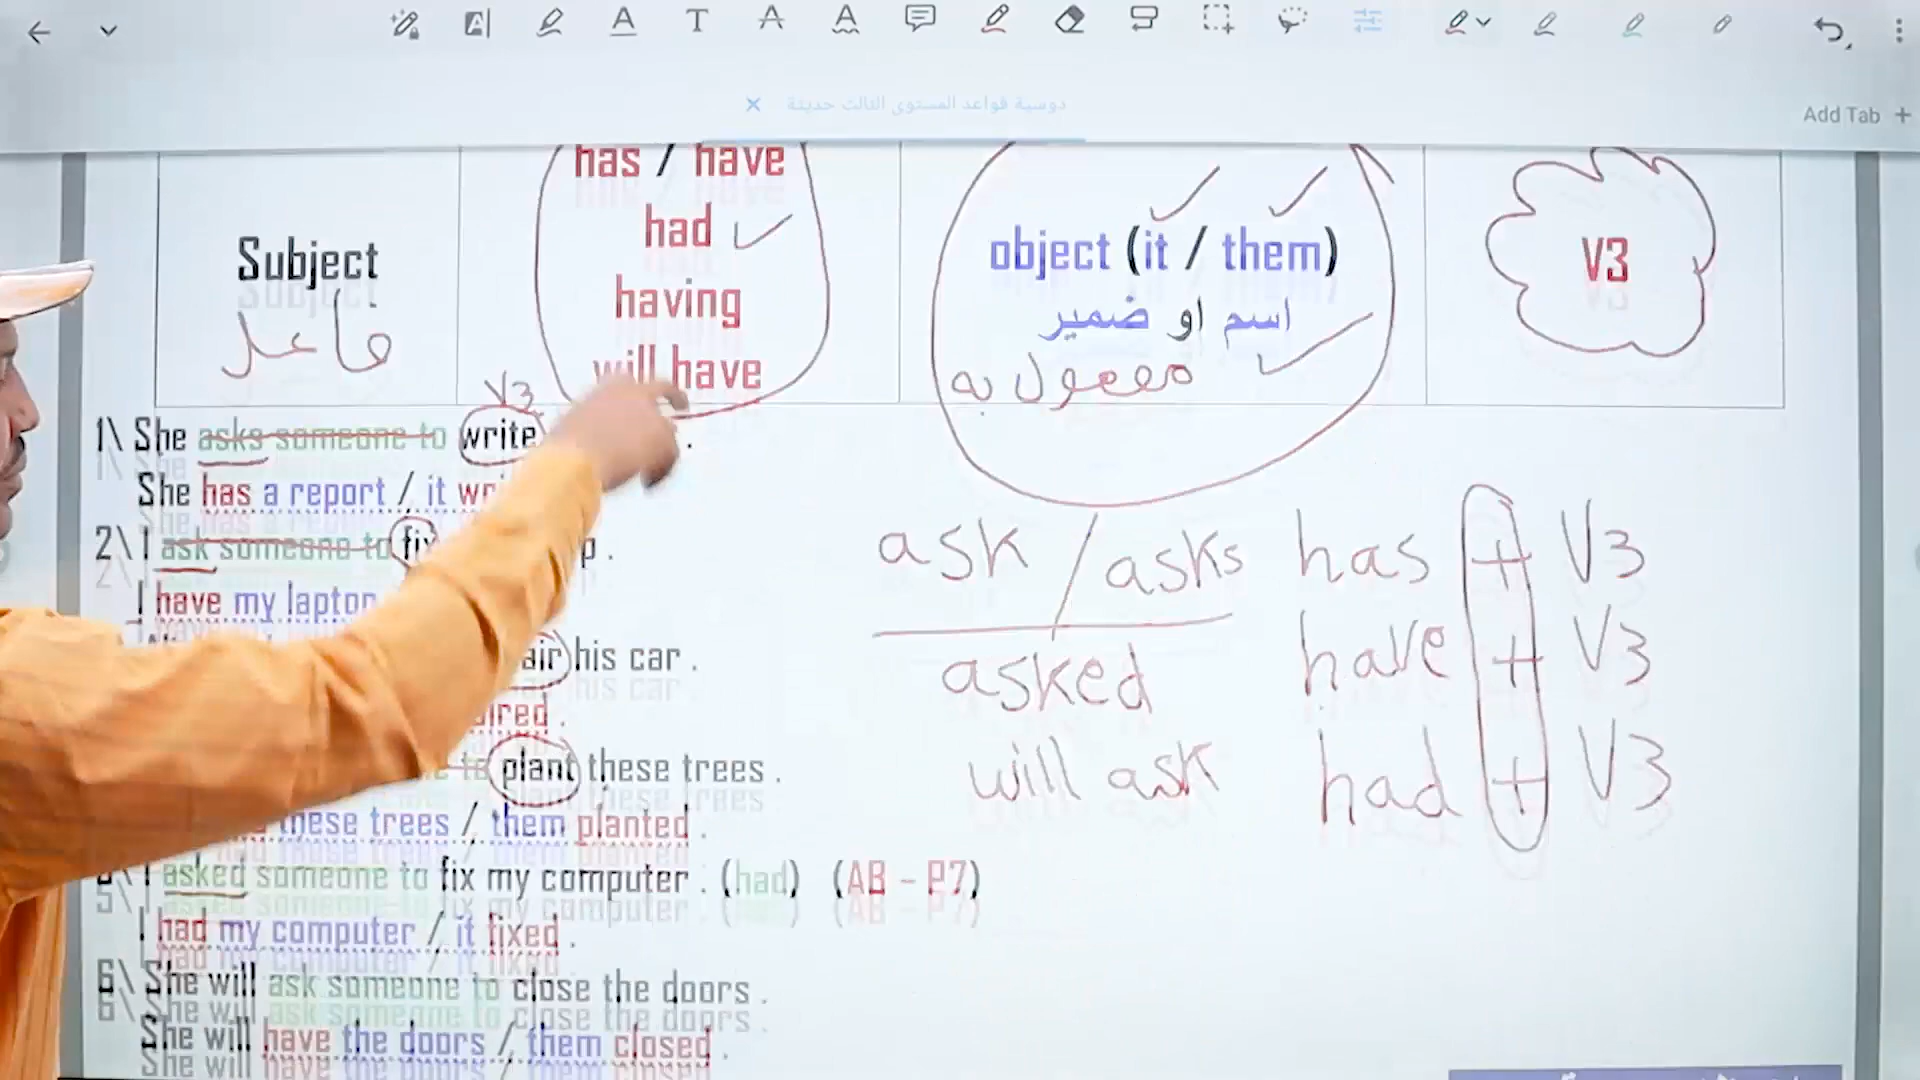 دوسية قواعد المستوى الثالث حديثة
Add Tab +
Subject
فاعل
has / have
had
having
will have
object (it / them)
اسم او ضمير
مفعول به
V3
V3
1\ She asks someone to write .
She has a report / it
2\ I ask someone to fix .
I have my laptop
his car .
plant these trees .
these trees / them planted .
I asked someone to fix my computer . (had) (AB - P7)
I had my computer / it fixed .
6\ She will ask someone to close the doors .
She will have the doors / them closed .
ask / asks has + V3
asked have + V3
will ask had + V3